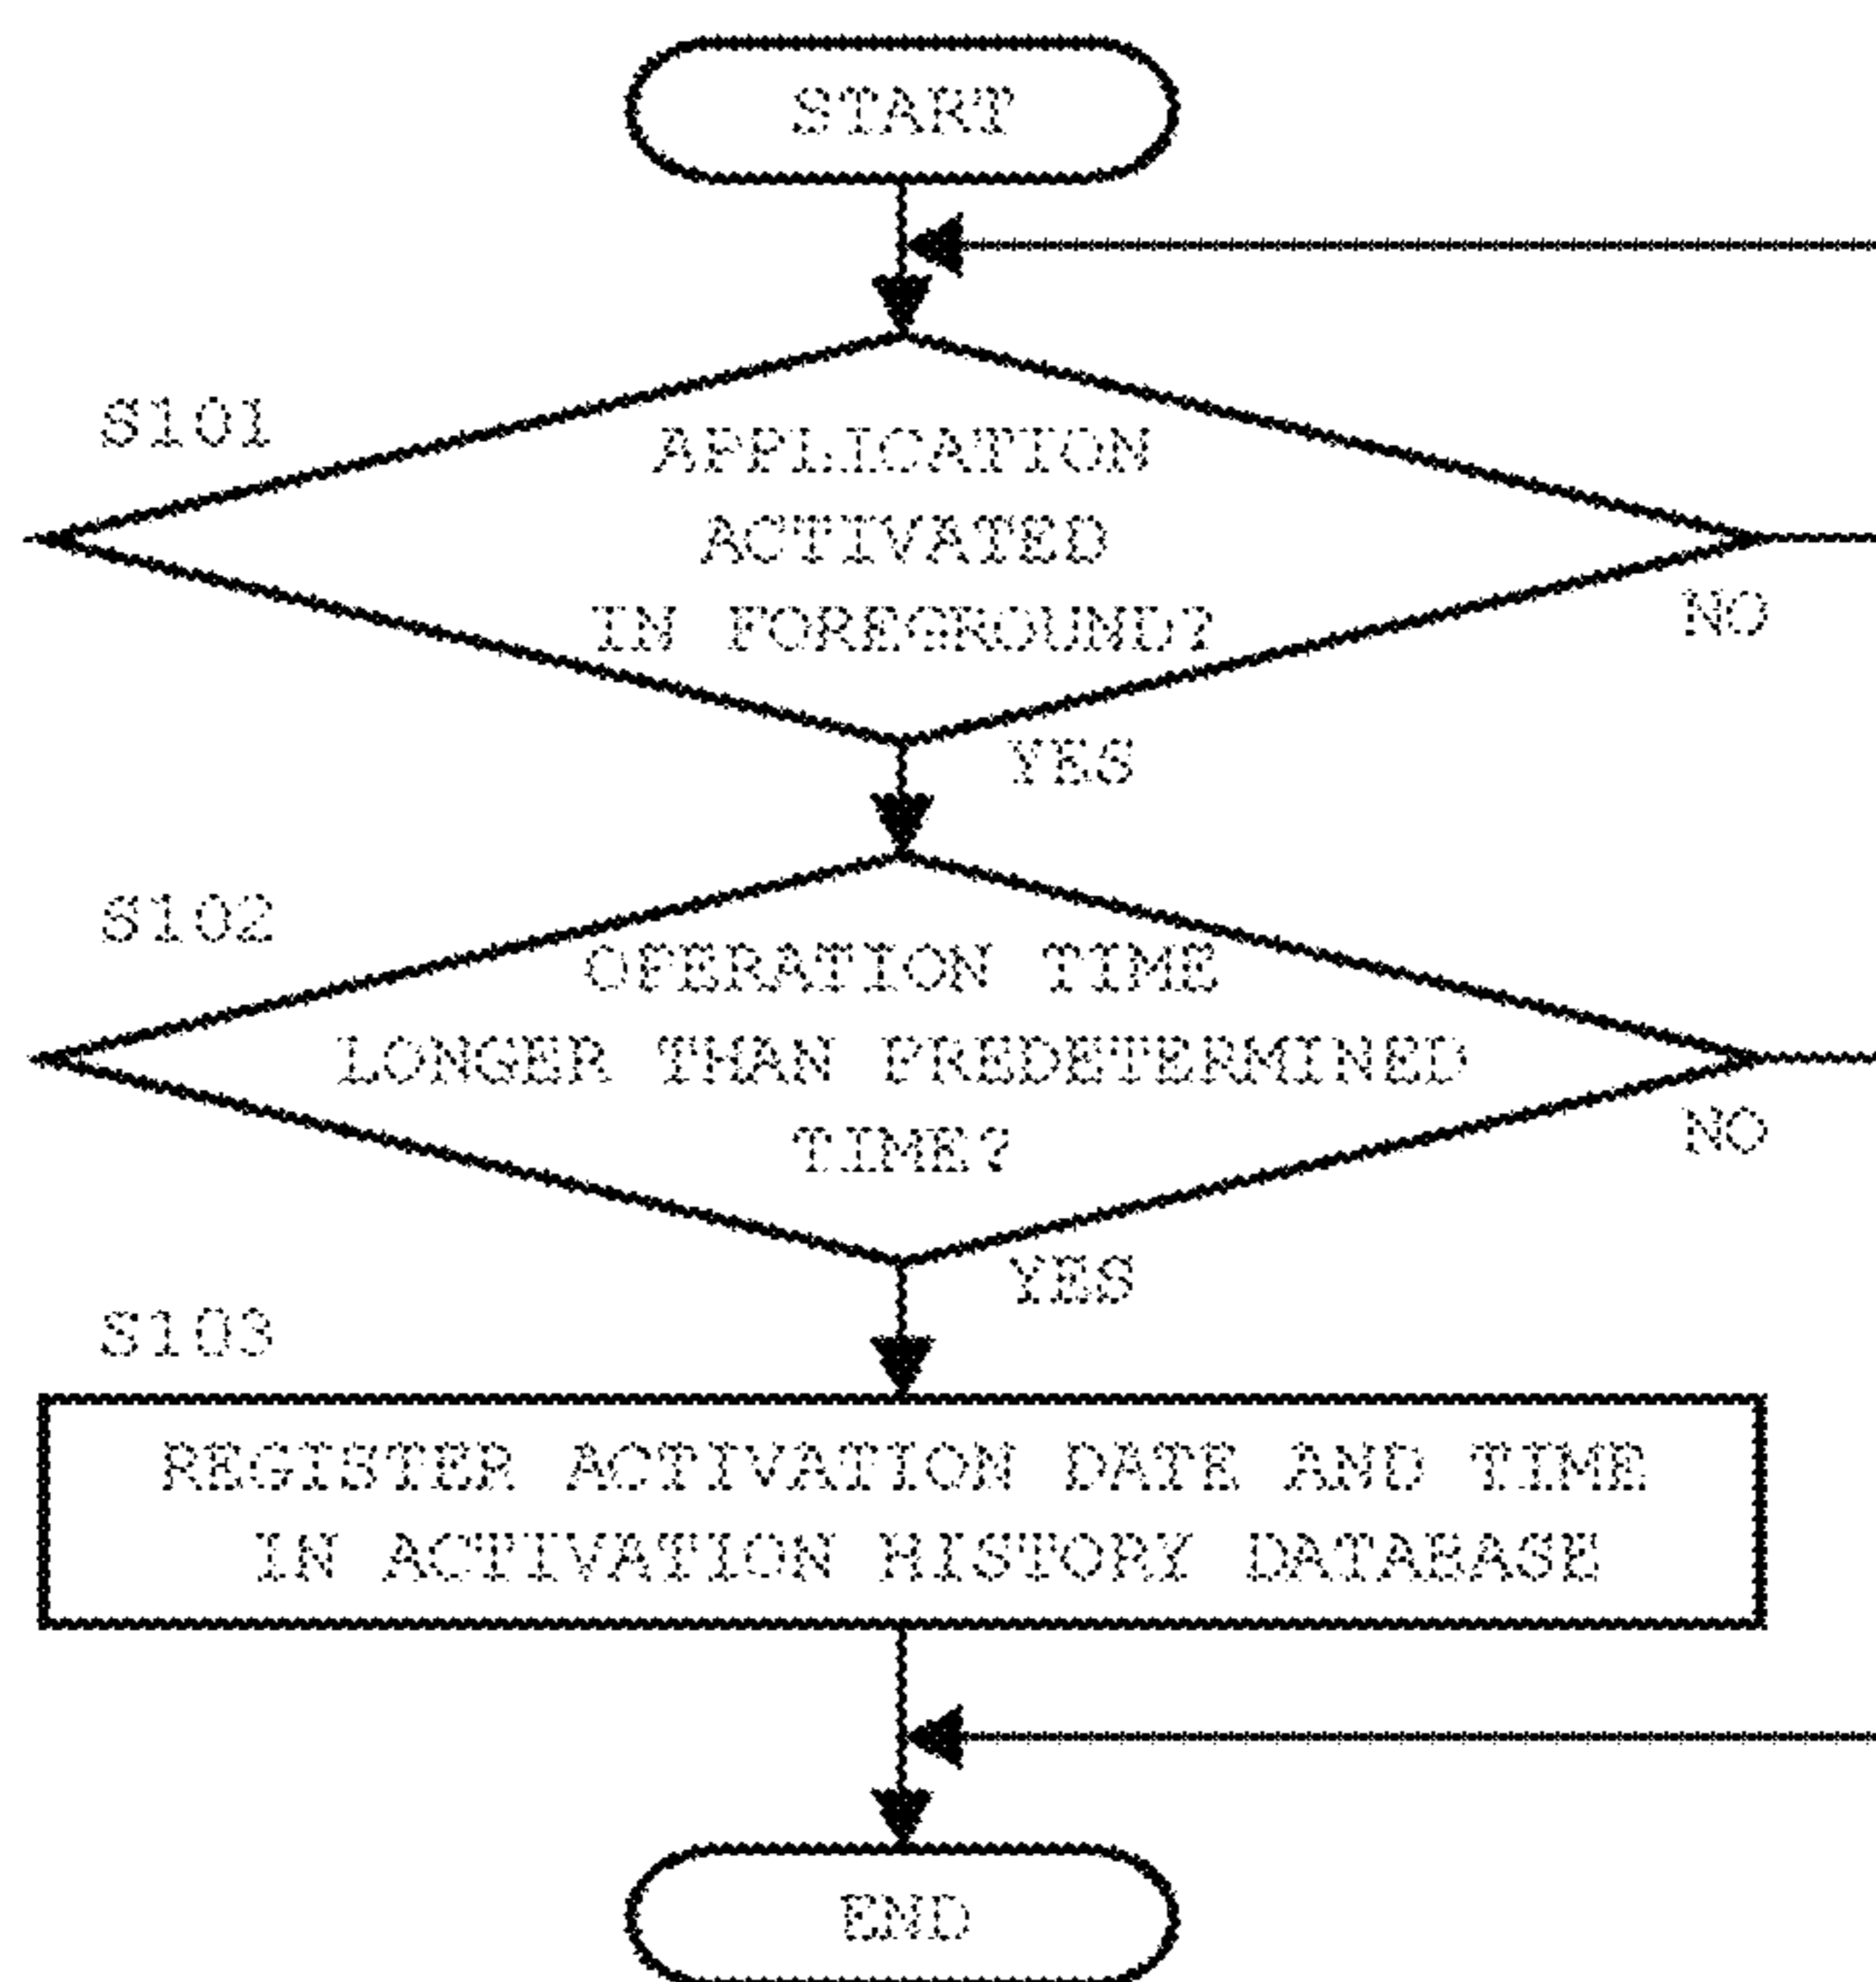 START
S101
APPLICATION
ACTIVATED
IN FOREGROUND?
NO
YES
S102
OPERATION TIME
LONGER THAN PREDETERMINED
TIME?
NO
YES
S103
REGISTER ACTIVATION DATE AND TIME
IN ACTIVATION HISTORY DATABASE
END